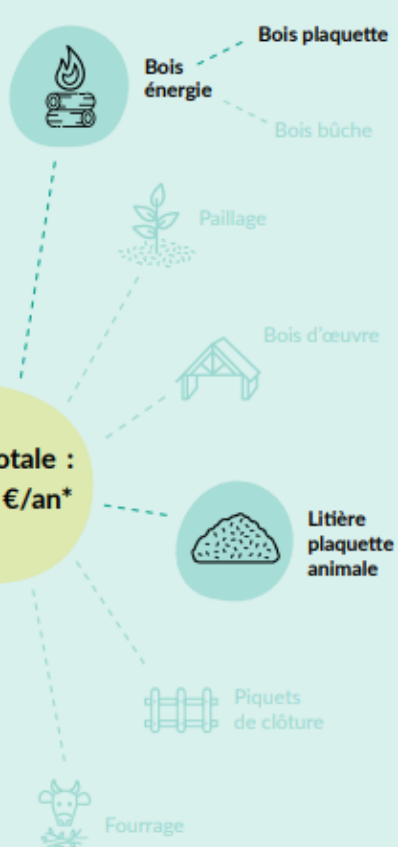 Bois plaquette
Bois
énergie
Bois bûche
Paillage
Bois d'œuvre
otale :
€/an*
Litière
plaquette
animale
Piquets
de clôture
Fourrage